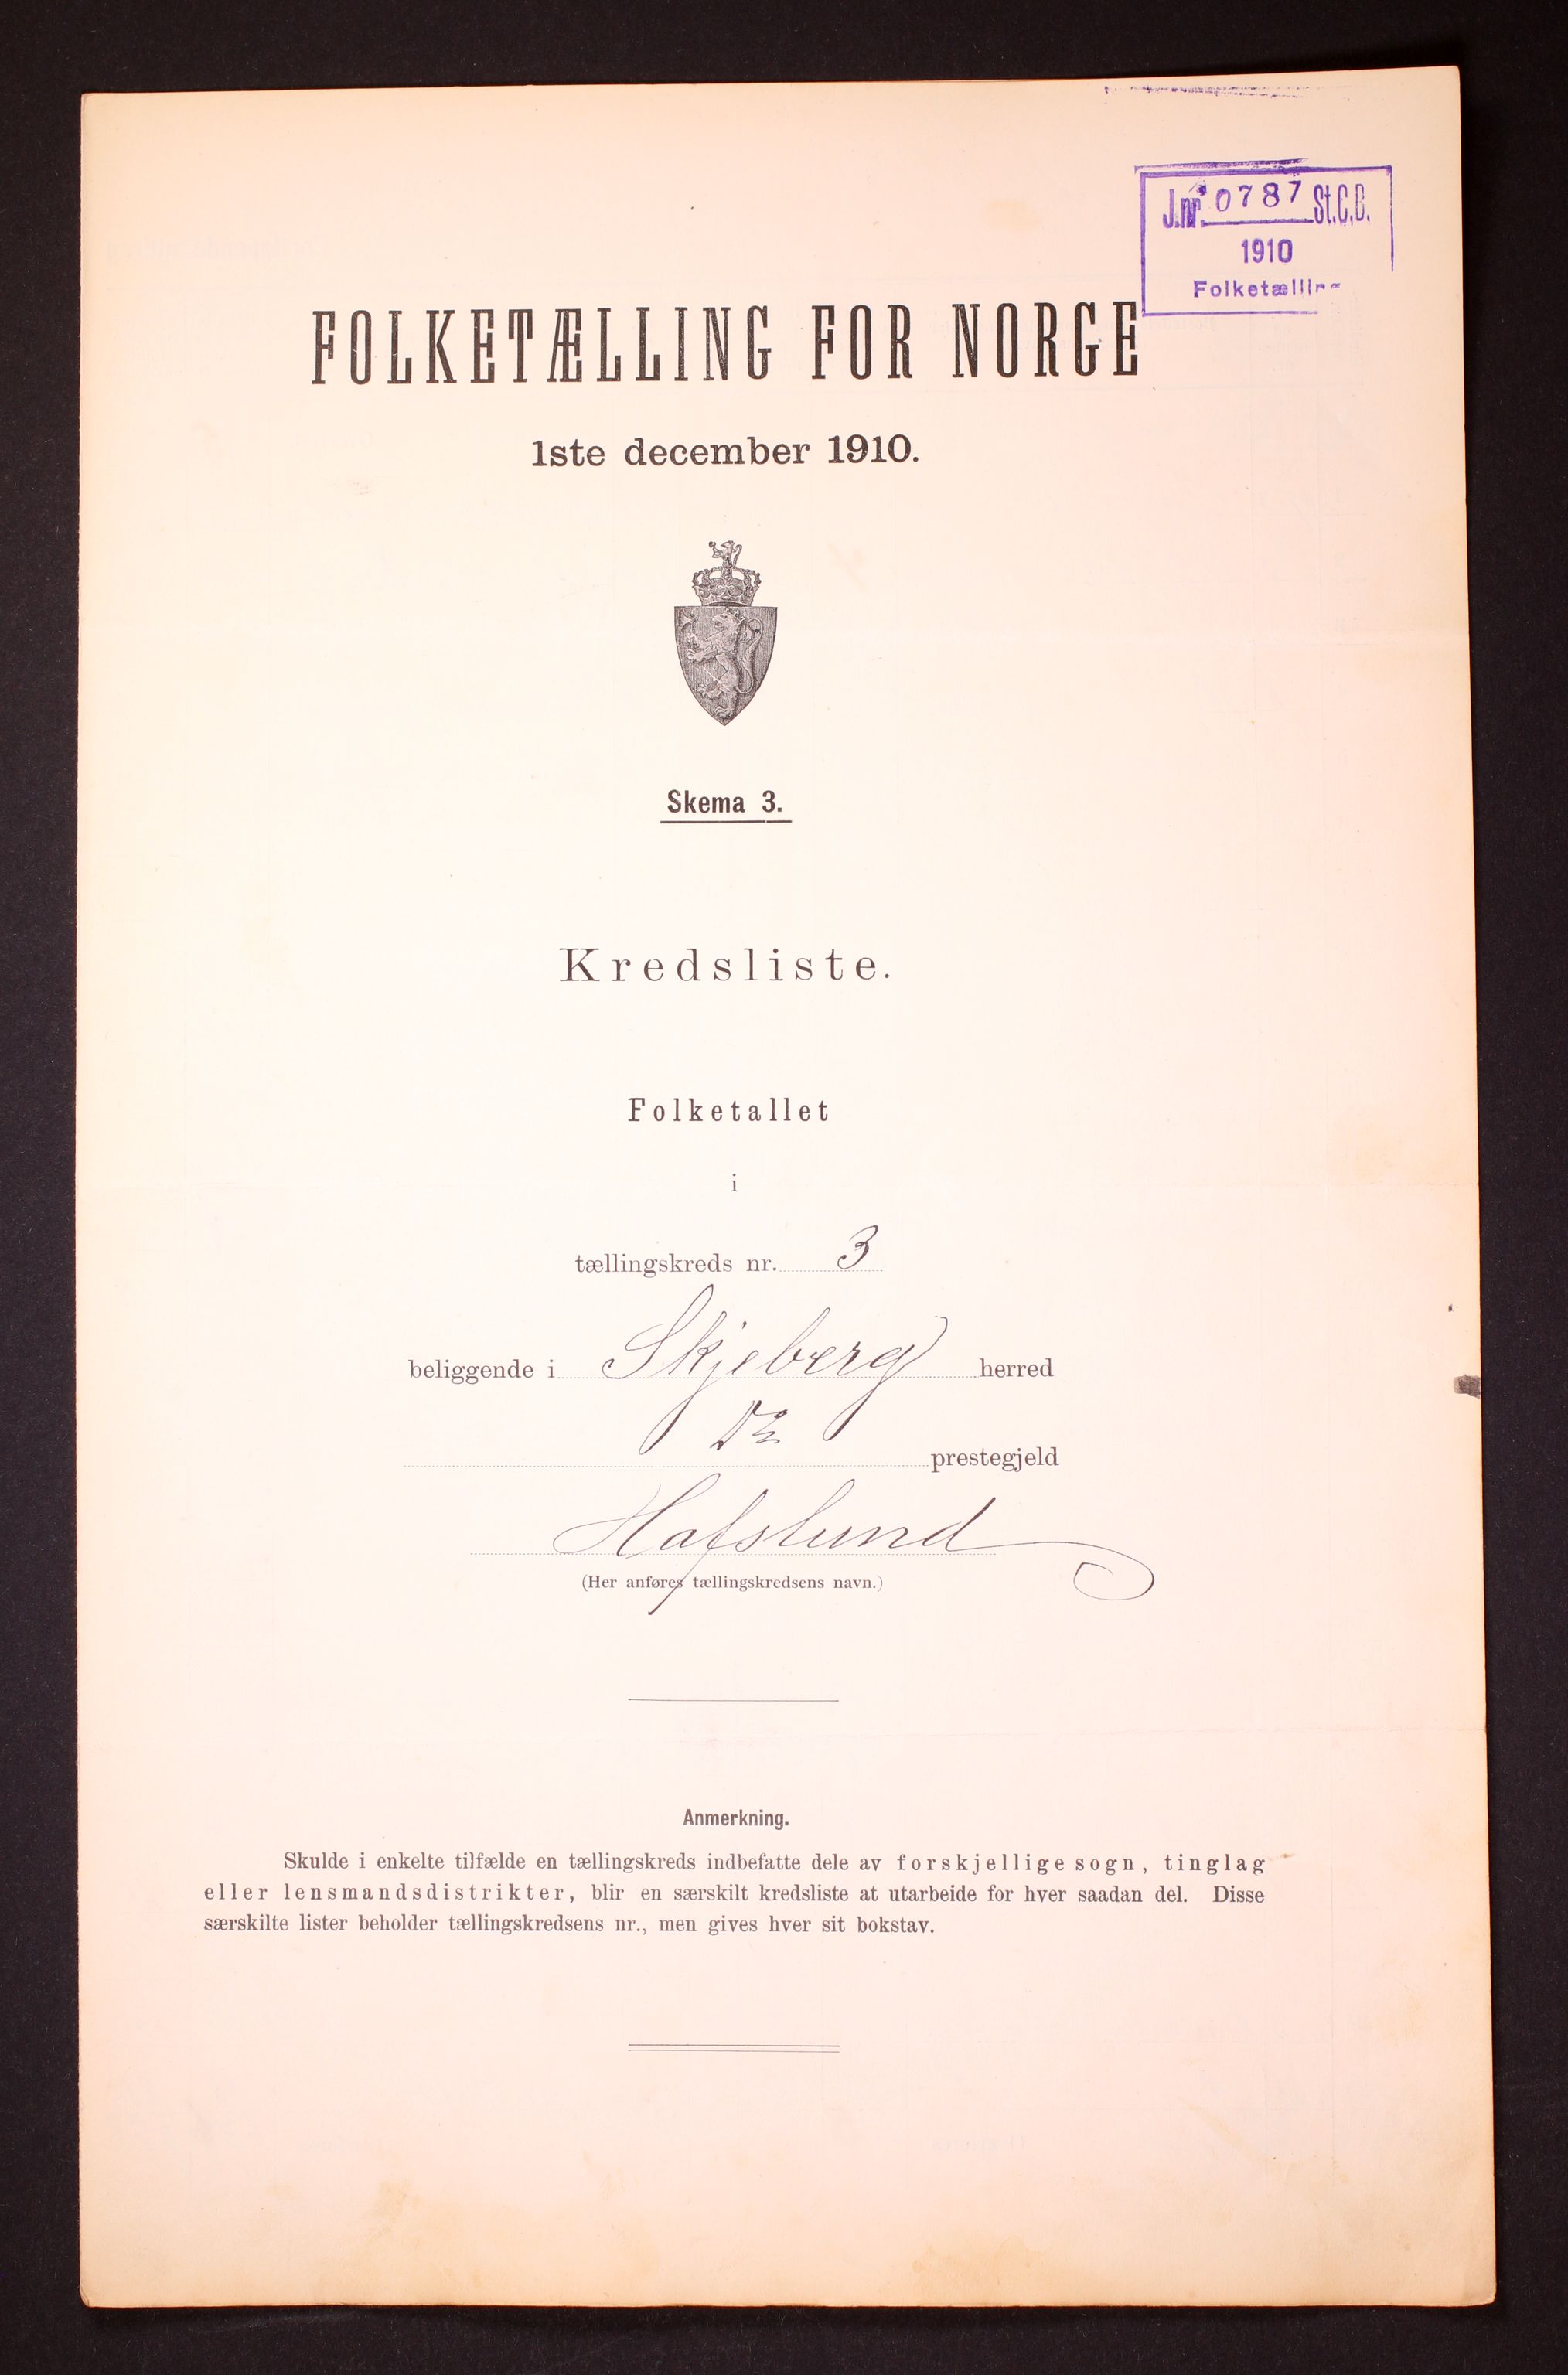 J.nr. 0787 St.C.B.
1910
Folketælling
FOLKETÆLLING FOR NORGE
1ste december 1910.
Skema 3.
Kredsliste.
Folketallet
i
tællingskreds nr. 3
beliggende i Skjeberg herred
Do prestegjeld
Hafslund
(Her anføres tællingskredsens navn.)
Anmerkning.
Skulde i enkelte tilfælde en tællingskreds indbefatte dele av forskjellige sogn, tinglag
eller lensmandsdistrikter, blir en særskilt kredsliste at utarbeide for hver saadan del. Disse
særskilte lister beholder tællingskredsens nr., men gives hver sit bokstav.